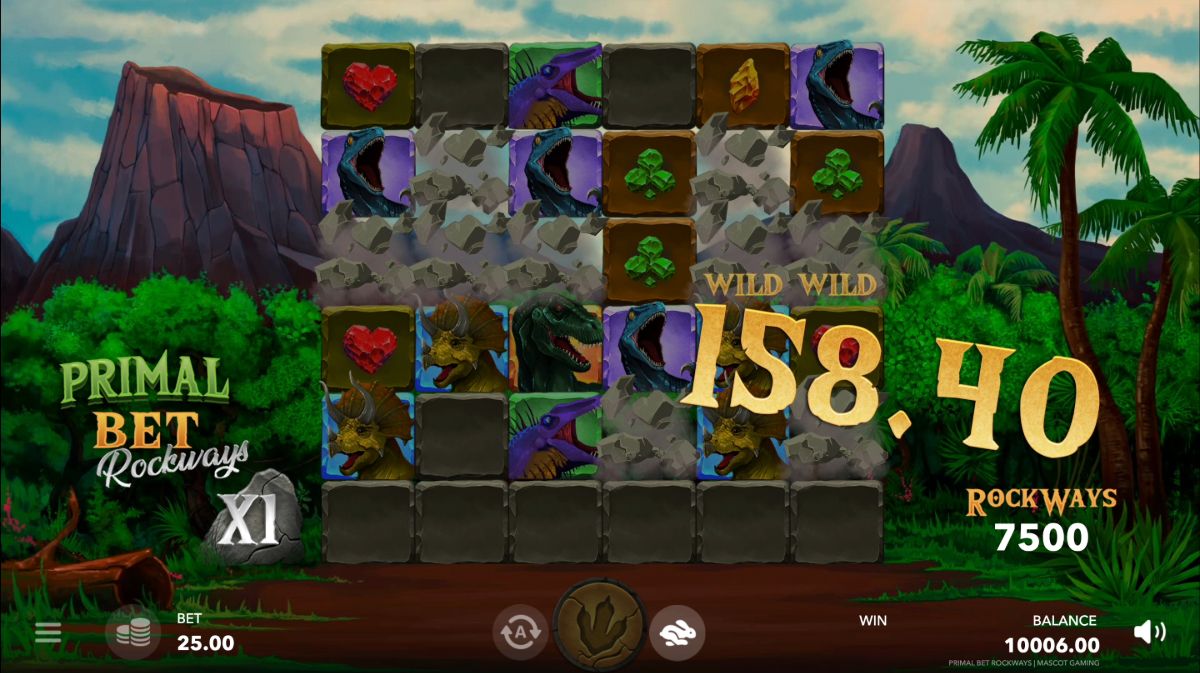 WILD WILD
158.40
PRIMAL
BET
Rockways
X1
ROCKWAYS
7500
BET
25.00
A
WIN
BALANCE
10006.00
PRIMAL BET ROCKWAYS | MASCOT GAMING